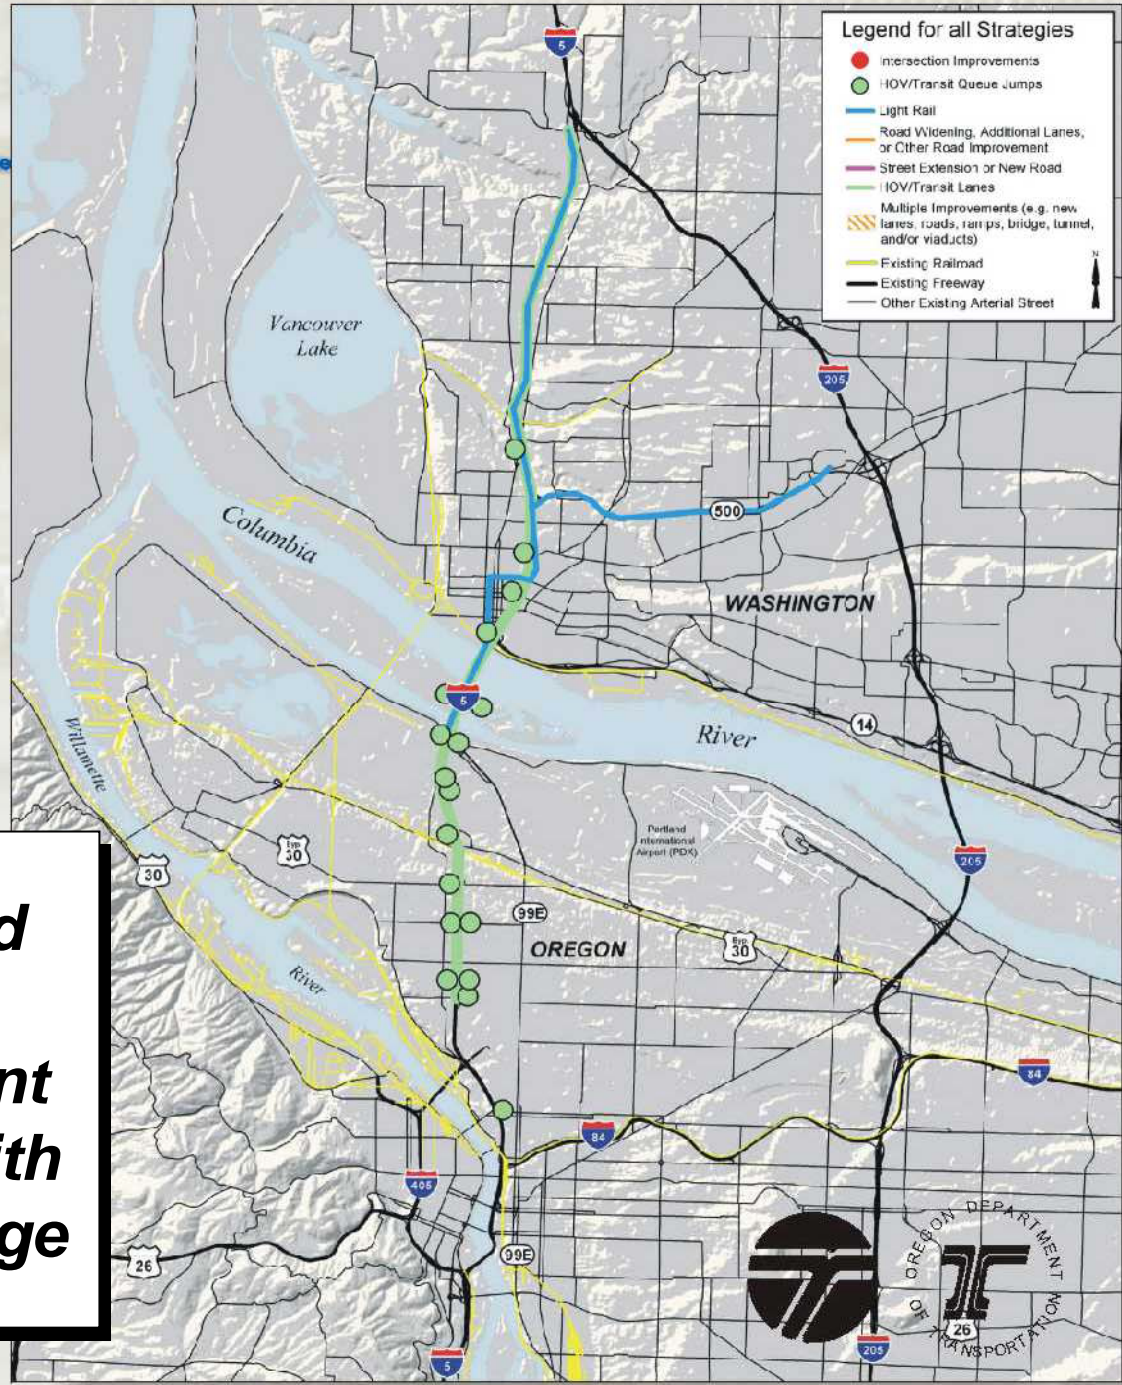 Legend for all Strategies
Intersection Improvements
HOV/Transit Queue Jumps
Light Rail
Road Widening, Additional Lanes,
or Other Road Improvement
Street Extension or New Road
HOV/Transit Lanes
Multiple Improvements (e.g. new
lanes, roads, ramps, bridge, tunnel,
and/or viaducts)
Existing Railroad
Existing Freeway
Other Existing Arterial Street
N
5
Vancouver
Lake
205
500
Columbia
WASHINGTON
5
River
14
Willamette
Portland
International
Airport (PDX)
Byp
30
30
205
99E
OREGON
Byp
30
River
84
84
405
26
99E
OREGON DEPARTMENT
OF TRANSPORTATION
26
205
5
d
nt
ith
ge
e